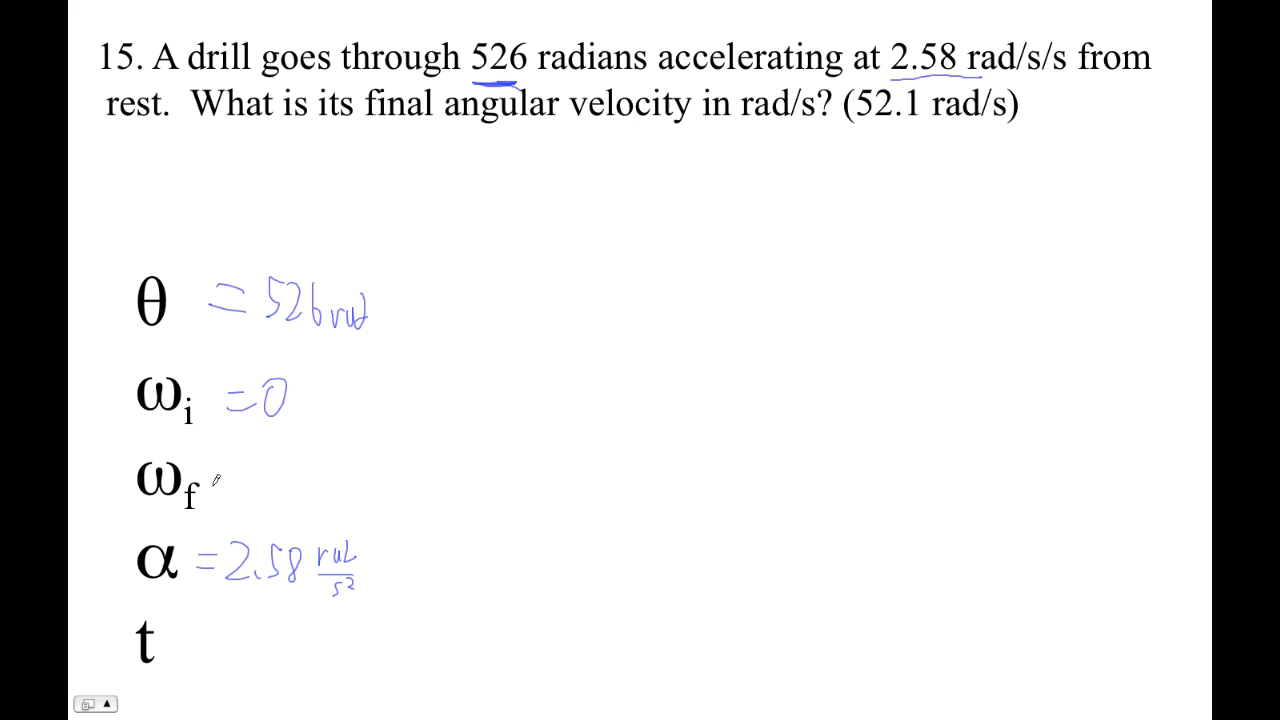 15. A drill goes through 526 radians accelerating at 2.58 rad/s/s from
rest. What is its final angular velocity in rad/s? (52.1 rad/s)
θ = 526 rad
ωi = 0
ωf
α = 2.58 rad/s²
t